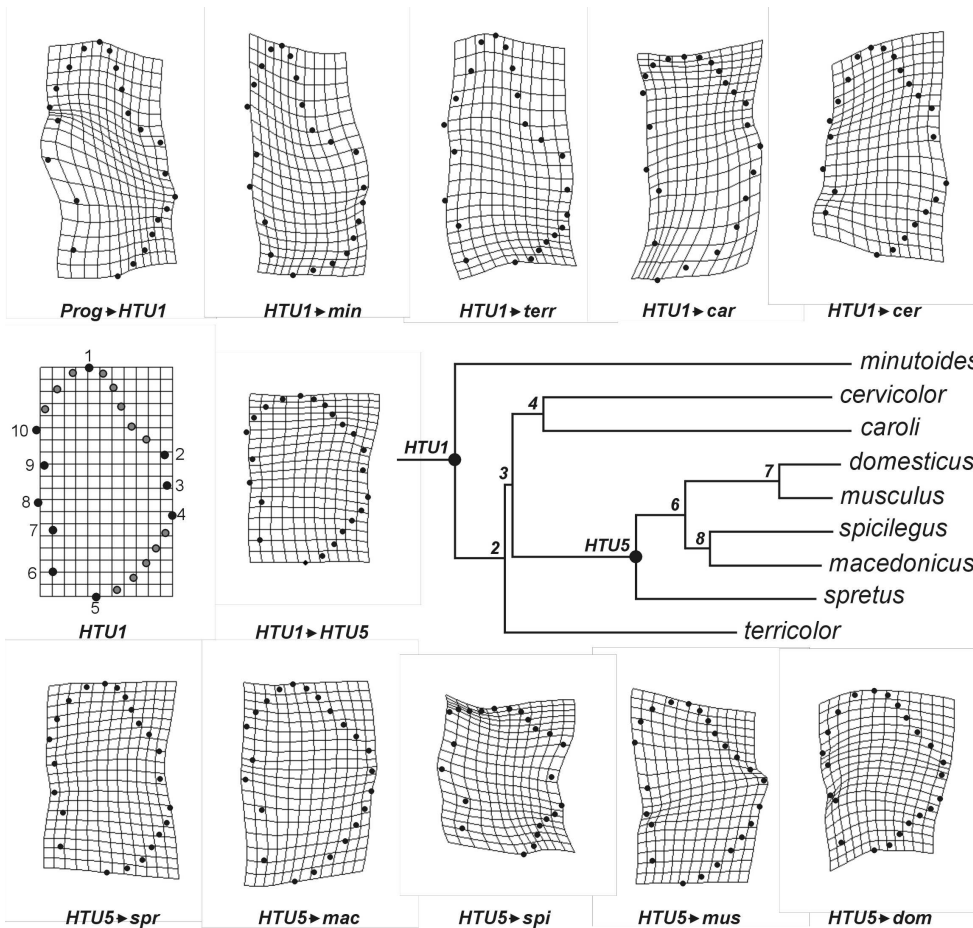 Prog▸HTU1
HTU1▸min
HTU1▸terr
HTU1▸car
HTU1▸cer
1
2
3
4
5
6
7
8
9
10
HTU1
HTU1▸HTU5
HTU1
minutoides
cervicolor
4
caroli
3
domesticus
7
musculus
6
spicilegus
8
macedonicus
2
HTU5
spretus
terricolor
HTU5▸spr
HTU5▸mac
HTU5▸spi
HTU5▸mus
HTU5▸dom